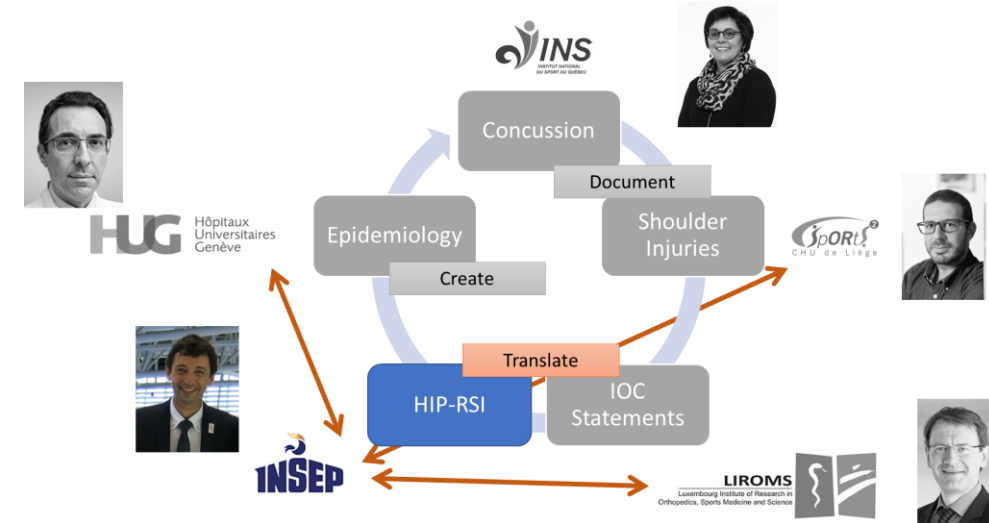 INS
INSTITUT NATIONAL
DU SPORT DU QUÉBEC
Concussion
Document
Shoulder
Injuries
SpORtS²
CHU de Liège
HUG
Hôpitaux
Universitaires
Genève
Epidemiology
Create
Translate
HIP-RSI
IOC
Statements
INSEP
LIROMS
Luxembourg Institute of Research in
Orthopedics, Sports Medicine and Science